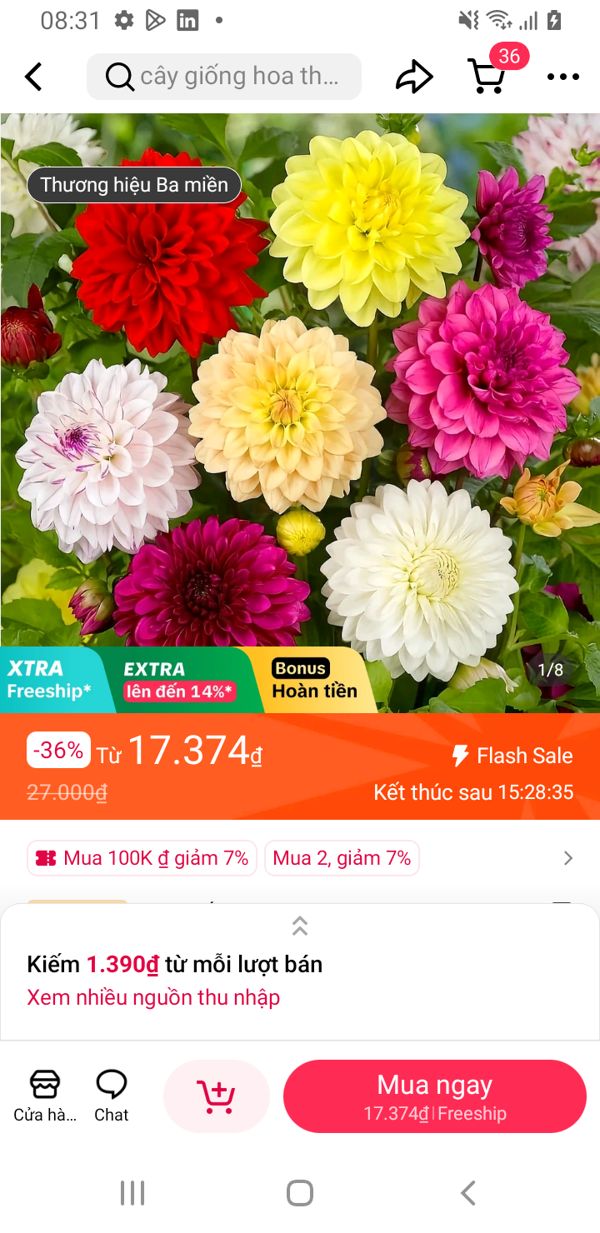 08:31
cây giống hoa th...
36
Thương hiệu Ba miền
XTRA
Freeship*
EXTRA
lên đến 14%*
Bonus
Hoàn tiền
1/8
-36% Từ 17.374₫
Flash Sale
27.000₫
Kết thúc sau 15:28:35
Mua 100K ₫ giảm 7%
Mua 2, giảm 7%
Kiếm 1.390₫ từ mỗi lượt bán
Xem nhiều nguồn thu nhập
Cửa hà...
Chat
Mua ngay
17.374₫|Freeship